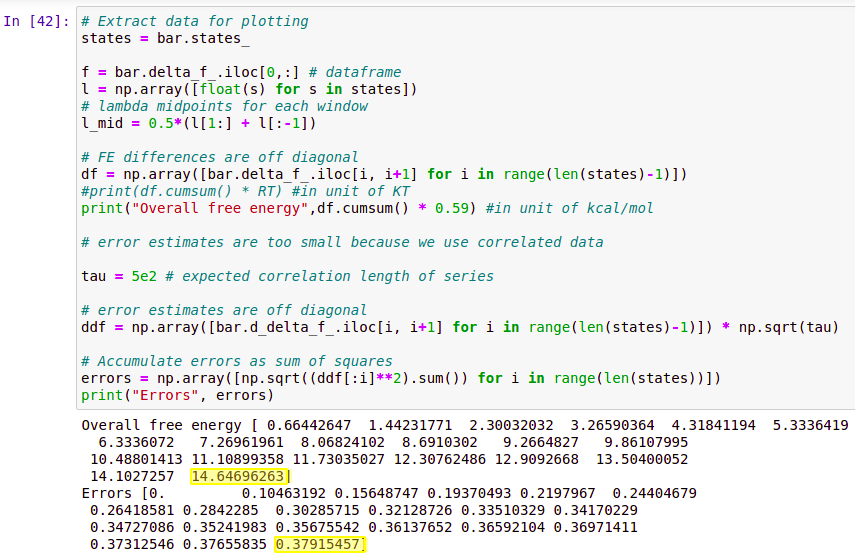 In [42]: # Extract data for plotting
states = bar.states_
f = bar.delta_f_.iloc[0,:] # dataframe
l = np.array([float(s) for s in states])
# lambda midpoints for each window
l_mid = 0.5*(l[1:] + l[:-1])
# FE differences are off diagonal
df = np.array([bar.delta_f_.iloc[i, i+1] for i in range(len(states)-1)])
#print(df.cumsum() * RT) #in unit of KT
print("Overall free energy",df.cumsum() * 0.59) #in unit of kcal/mol
# error estimates are too small because we use correlated data
tau = 5e2 # expected correlation length of series
# error estimates are off diagonal
ddf = np.array([bar.d_delta_f_.iloc[i, i+1] for i in range(len(states)-1)]) * np.sqrt(tau)
# Accumulate errors as sum of squares
errors = np.array([np.sqrt((ddf[:i]**2).sum()) for i in range(len(states))])
print("Errors", errors)
Overall free energy [ 0.66442647 1.44231771 2.30032032 3.26590364 4.31841194 5.3336419
6.3336072 7.26961961 8.06824102 8.6910302 9.2664827 9.86107995
10.48801413 11.10899358 11.73035027 12.30762486 12.9092668 13.50400052
14.1027257 14.64696263]
Errors [0. 0.10463192 0.15648747 0.19370493 0.2197967 0.24404679
0.26418581 0.2842285 0.30285715 0.32128726 0.33510329 0.34170229
0.34727086 0.35241983 0.35675542 0.36137652 0.36592104 0.36971411
0.37312546 0.37655835 0.37915457]